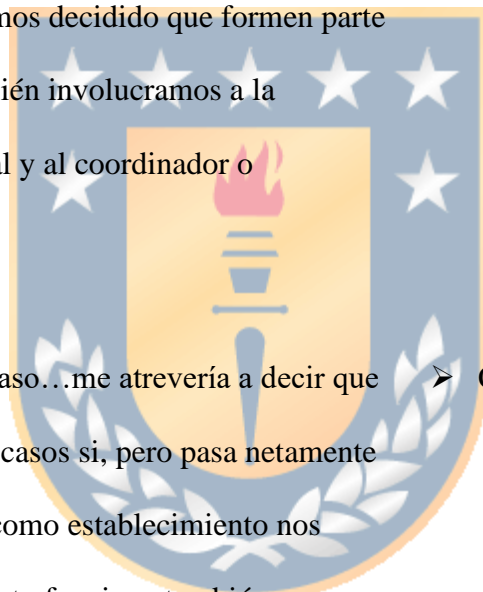 mos decidido que formen parte
ién involucramos a la
al y al coordinador o
aso…me atrevería a decir que
casos si, pero pasa netamente
como establecimiento nos